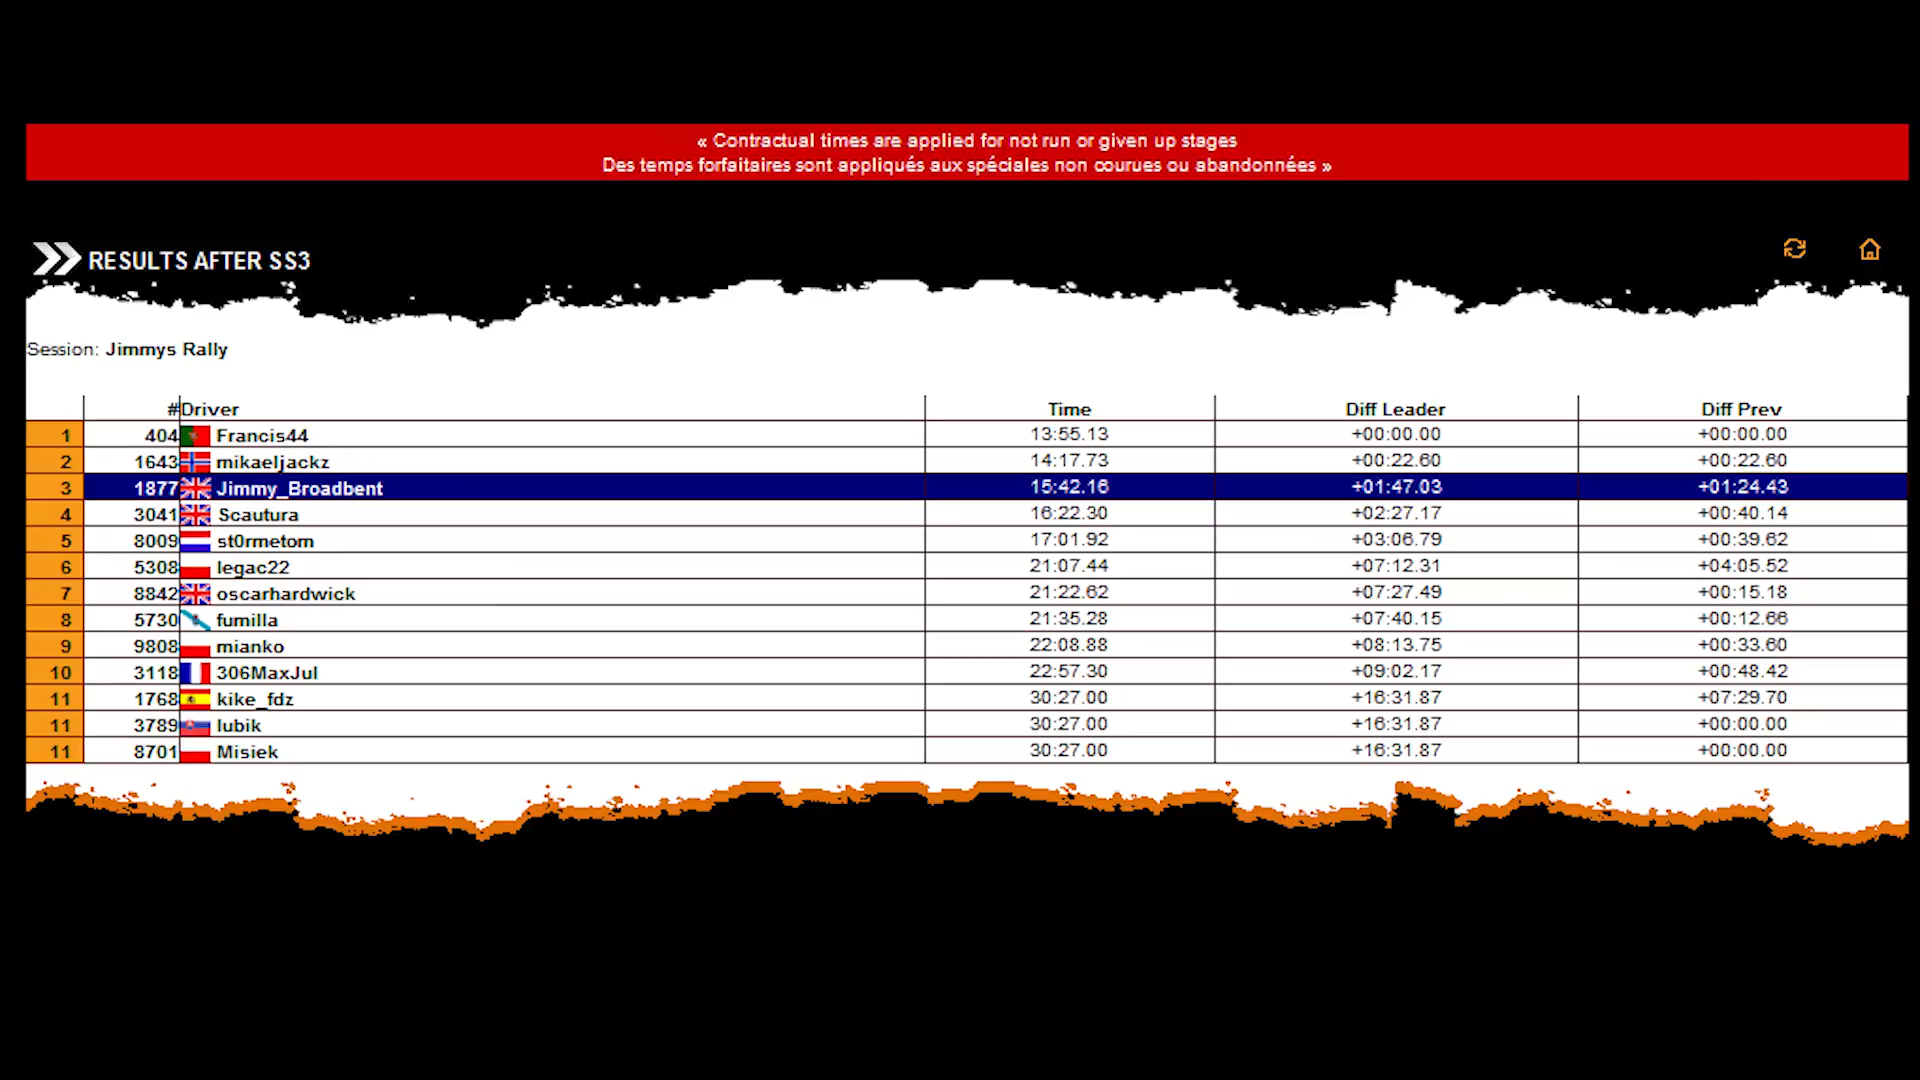 « Contractual times are applied for not run or given up stages
Des temps forfaitaires sont appliqués aux spéciales non courues ou abandonnées »
RESULTS AFTER SS3
Session: Jimmys Rally
# Driver Time Diff Leader Diff Prev
1 404 Francis44 13:55.13 +00:00.00 +00:00.00
2 1643 mikaeljackz 14:17.73 +00:22.60 +00:22.60
3 1877 Jimmy_Broadbent 15:42.16 +01:47.03 +01:24.43
4 3041 Scautura 16:22.30 +02:27.17 +00:40.14
5 8009 st0rmetom 17:01.92 +03:06.79 +00:39.62
6 5308 legac22 21:07.44 +07:12.31 +04:05.52
7 8842 oscarhardwick 21:22.62 +07:27.49 +00:15.18
8 5730 fumilla 21:35.28 +07:40.15 +00:12.66
9 9808 mianko 22:08.88 +08:13.75 +00:33.60
10 3118 306MaxJul 22:57.30 +09:02.17 +00:48.42
11 1768 kike_fdz 30:27.00 +16:31.87 +07:29.70
11 3789 lubik 30:27.00 +16:31.87 +00:00.00
11 8701 Misiek 30:27.00 +16:31.87 +00:00.00